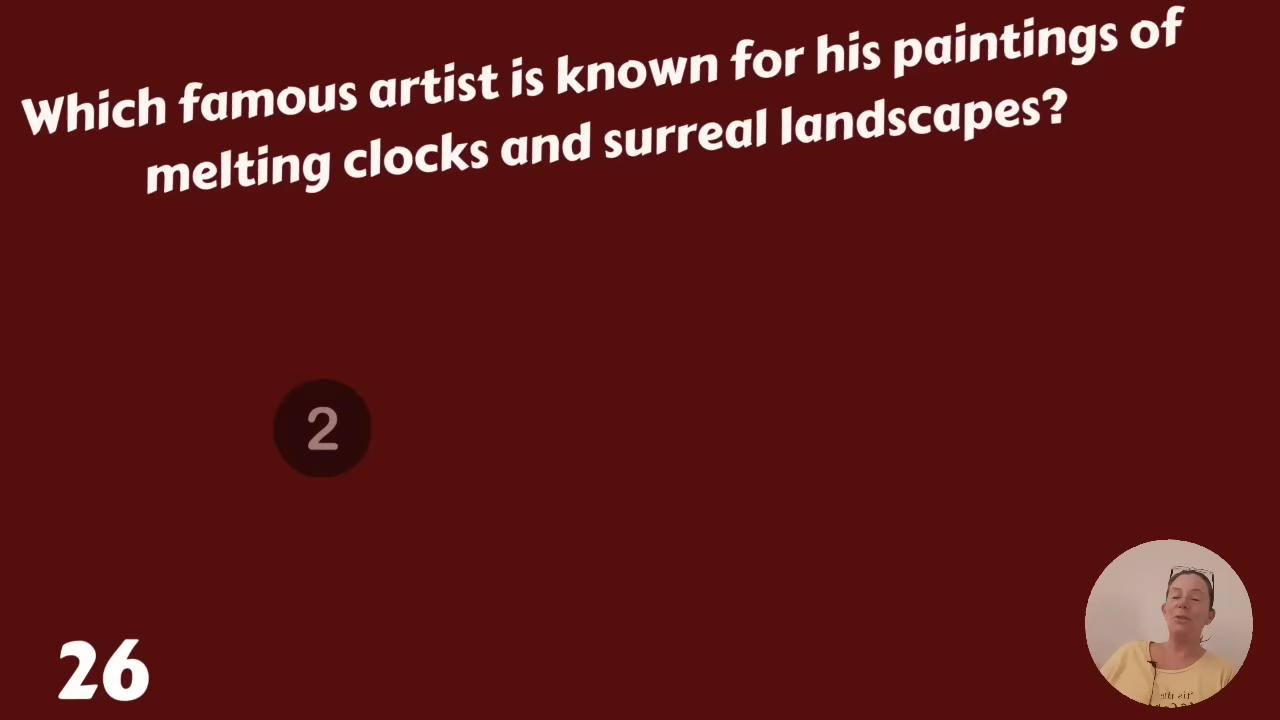 Which famous artist is known for his paintings of
melting clocks and surreal landscapes?
2
26